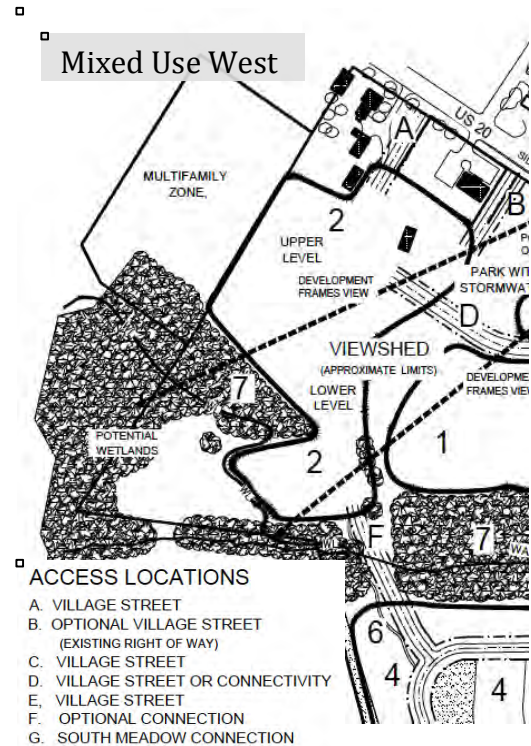 Mixed Use West
US 20
A
MULTIFAMILY
ZONE,
B
2
UPPER
LEVEL
PARK WIT
STORMWAT
DEVELOPMENT
FRAMES VIEW
D
VIEWSHED
(APPROXIMATE LIMITS)
DEVELOPME
FRAMES VIEW
7
LOWER
LEVEL
1
POTENTIAL
WETLANDS
2
F
7
6
4
4
ACCESS LOCATIONS
A. VILLAGE STREET
B. OPTIONAL VILLAGE STREET
(EXISTING RIGHT OF WAY)
C. VILLAGE STREET
D. VILLAGE STREET OR CONNECTIVITY
E, VILLAGE STREET
F. OPTIONAL CONNECTION
G. SOUTH MEADOW CONNECTION